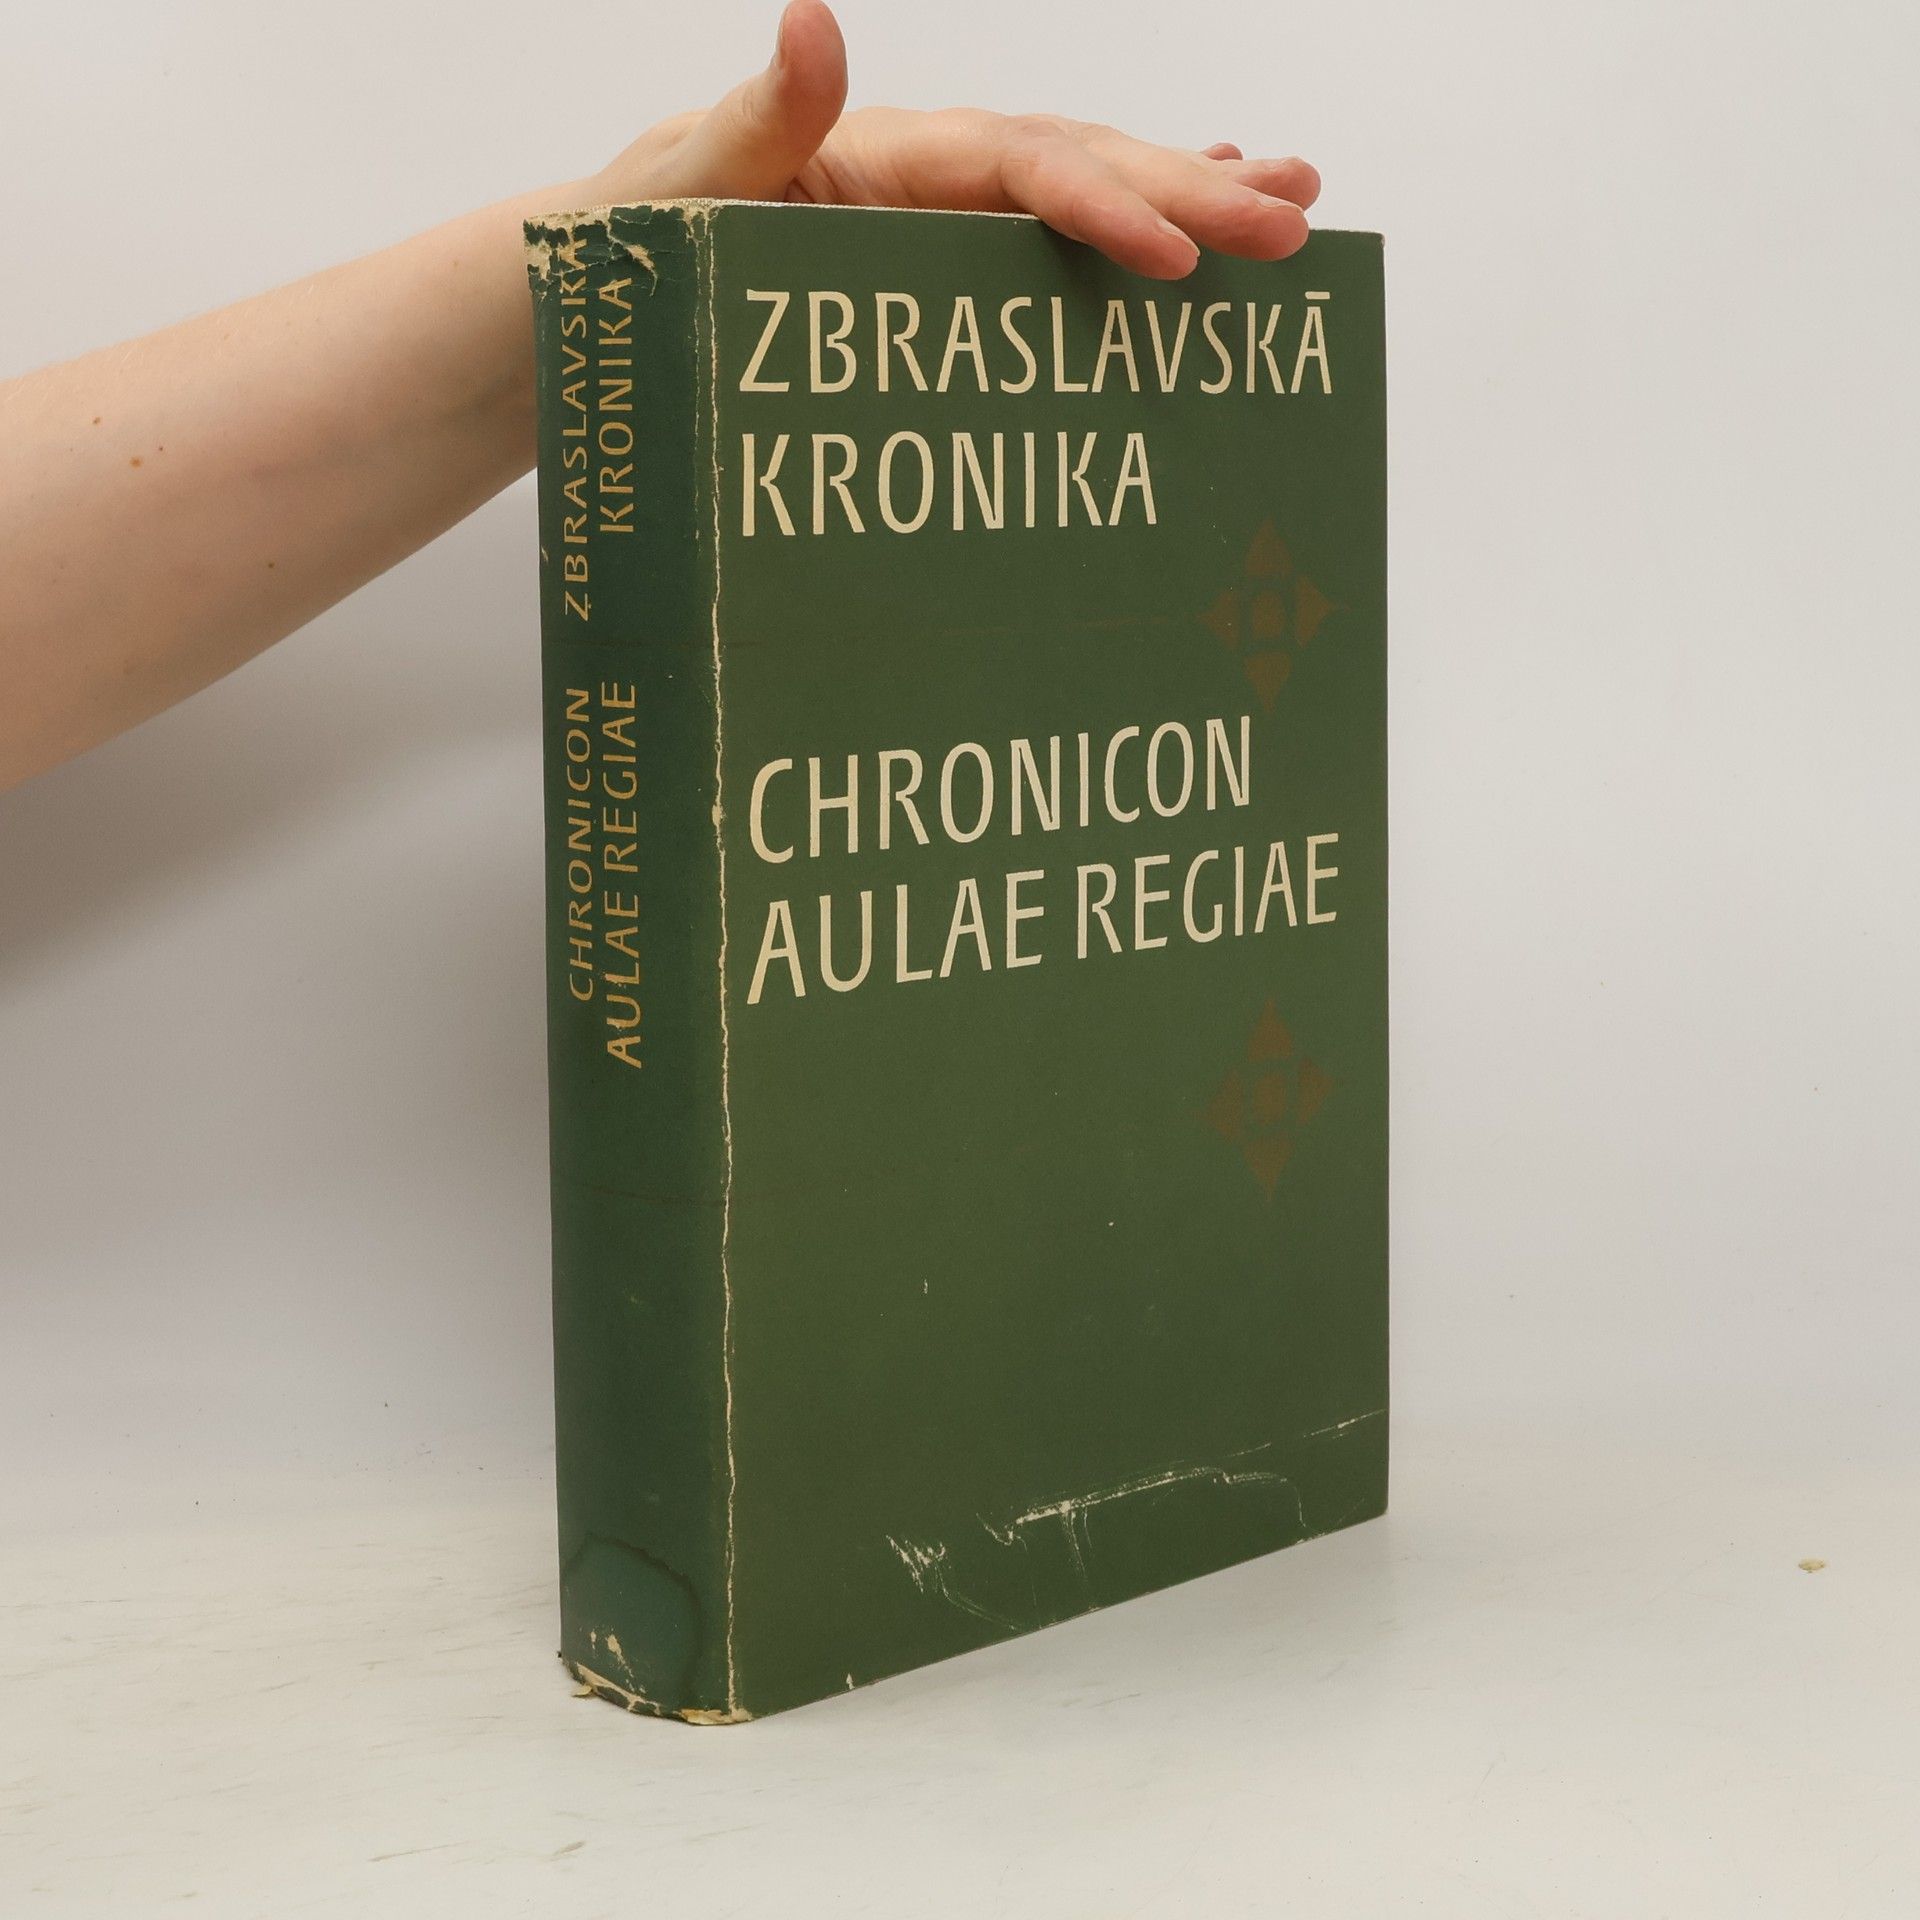 ZBRASLAVSKÁ
KRONIKA
CHRONICON
AULAE REGIAE
ZBRASLAVSKÁ
KRONIKA
CHRONICON
AULAE REGIAE